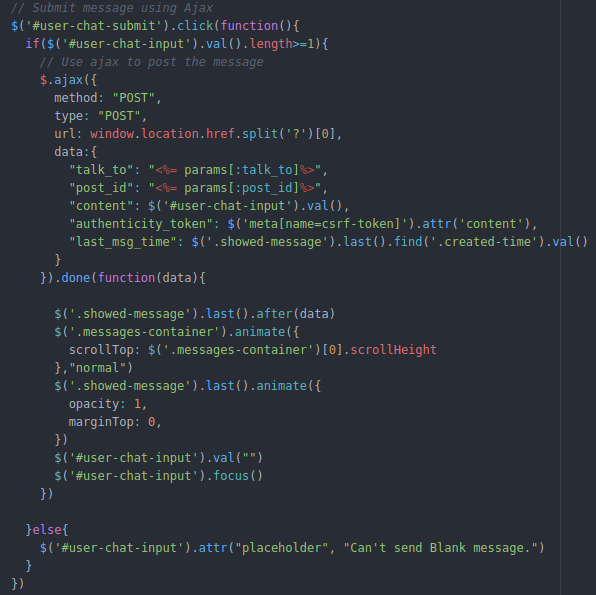 // Submit message using Ajax
$('#user-chat-submit').click(function(){
  if($('#user-chat-input').val().length>=1){
    // Use ajax to post the message
    $.ajax({
      method: "POST",
      type: "POST",
      url: window.location.href.split('?')[0],
      data:{
        "talk_to": "<%= params[:talk_to]%>",
        "post_id": "<%= params[:post_id]%>",
        "content": $('#user-chat-input').val(),
        "authenticity_token": $('meta[name=csrf-token]').attr('content'),
        "last_msg_time": $('.showed-message').last().find('.created-time').val()
      }
    }).done(function(data){

      $('.showed-message').last().after(data)
      $('.messages-container').animate({
        scrollTop: $('.messages-container')[0].scrollHeight
      },"normal")
      $('.showed-message').last().animate({
        opacity: 1,
        marginTop: 0,
      })
      $('#user-chat-input').val("")
      $('#user-chat-input').focus()
    })

  }else{
    $('#user-chat-input').attr("placeholder", "Can't send Blank message.")
  }
})